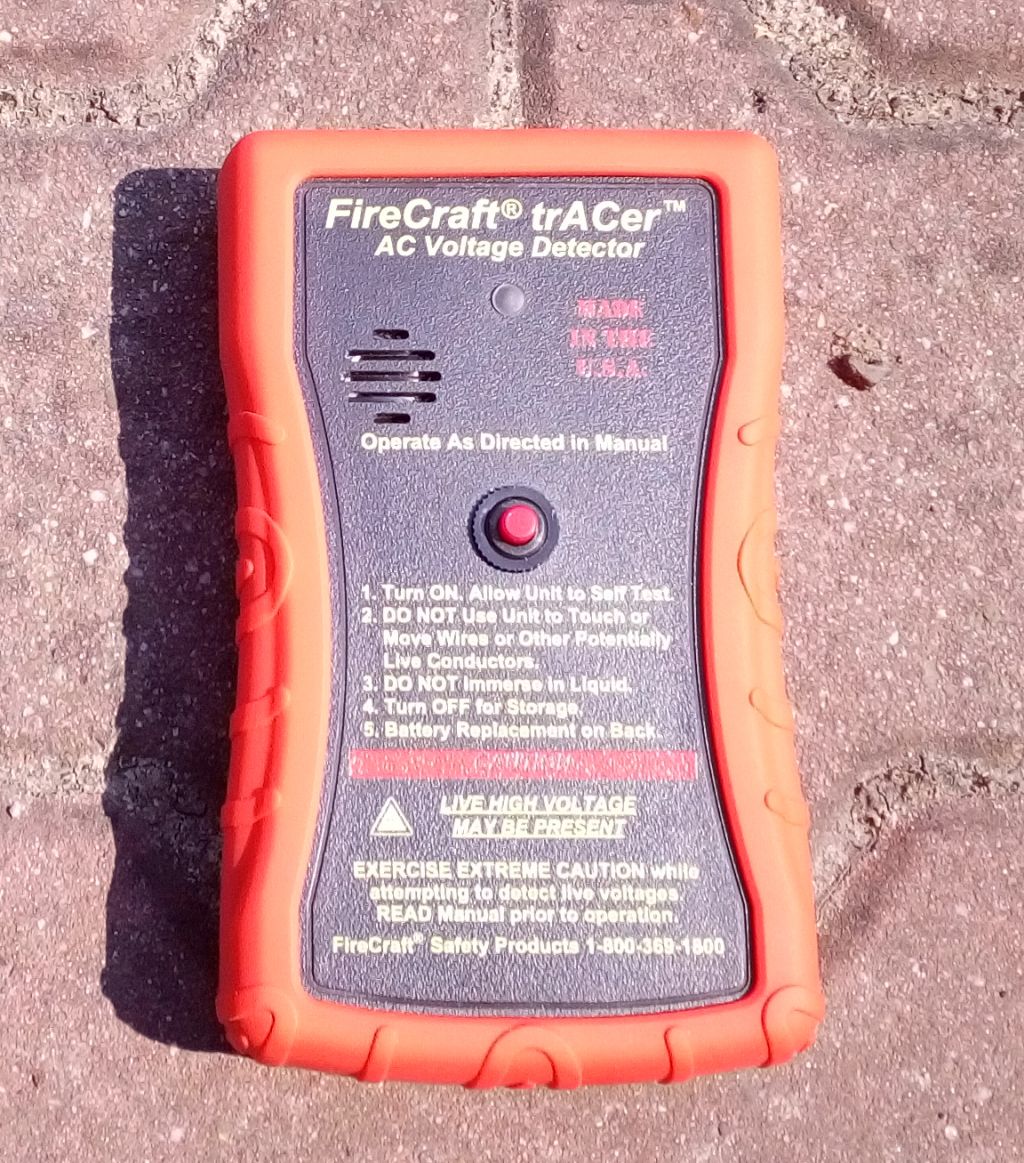 FireCraft® trACer™
AC Voltage Detector
MADE
IN THE
U.S.A.
Operate As Directed in Manual
1. Turn ON. Allow Unit to Self Test.
2. DO NOT Use Unit to Touch or
Move Wires or Other Potentially
Live Conductors.
3. DO NOT Immerse in Liquid.
4. Turn OFF for Storage
5. Battery Replacement on Back.
LIVE HIGH VOLTAGE
MAY BE PRESENT
EXERCISE EXTREME CAUTION while
attempting to detect live voltages
READ Manual prior to operation.
FireCraft® Safety Products 1-800-369-1800